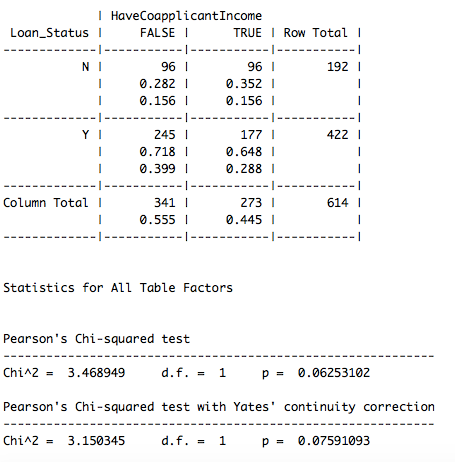 | HaveCoapplicantIncome
Loan_Status | FALSE | TRUE | Row Total |
-------------|-----------|-----------|-----------|
N | 96 | 96 | 192 |
| 0.282 | 0.352 | |
| 0.156 | 0.156 | |
-------------|-----------|-----------|-----------|
Y | 245 | 177 | 422 |
| 0.718 | 0.648 | |
| 0.399 | 0.288 | |
-------------|-----------|-----------|-----------|
Column Total | 341 | 273 | 614 |
| 0.555 | 0.445 | |
-------------|-----------|-----------|-----------|
Statistics for All Table Factors
Pearson's Chi-squared test
------------------------------------------------------------
Chi^2 = 3.468949 d.f. = 1 p = 0.06253102
Pearson's Chi-squared test with Yates' continuity correction
------------------------------------------------------------
Chi^2 = 3.150345 d.f. = 1 p = 0.07591093